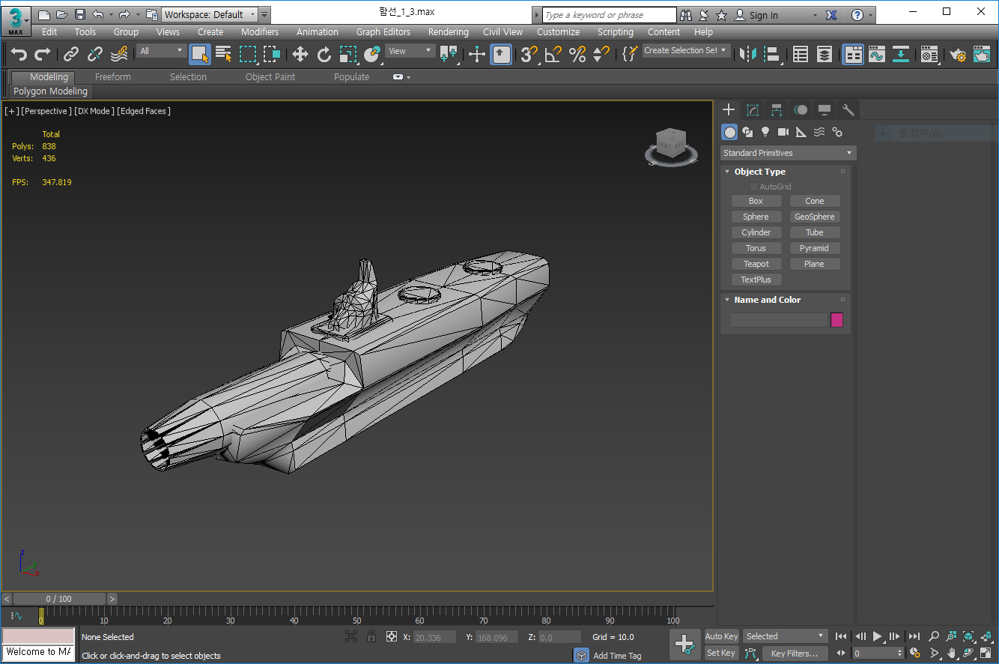 3
MAX
Workspace: Default
함선_1_3.max
Type a keyword or phrase
Sign In
Edit Tools Group Views Create Modifiers Animation Graph Editors Rendering Civil View Customize Scripting Content Help
All
View
Create Selection Set
Modeling Freeform Selection Object Paint Populate
Polygon Modeling
[+] [Perspective] [DX Mode] [Edged Faces]
Total
Polys: 838
Verts: 436
FPS: 347.819
창 캡처(W)
Standard Primitives
Object Type
AutoGrid
Box Cone
Sphere GeoSphere
Cylinder Tube
Torus Pyramid
Teapot Plane
TextPlus
Name and Color
z
y
x
< 0 / 100 >
0 10 20 30 40 50 60 70 80 90 100
None Selected
X: 20.336 Y: 168.096 Z: 0.0 Grid = 10.0
Auto Key Selected
Welcome to MA
Click or click-and-drag to select objects
Add Time Tag
Set Key Key Filters...
0